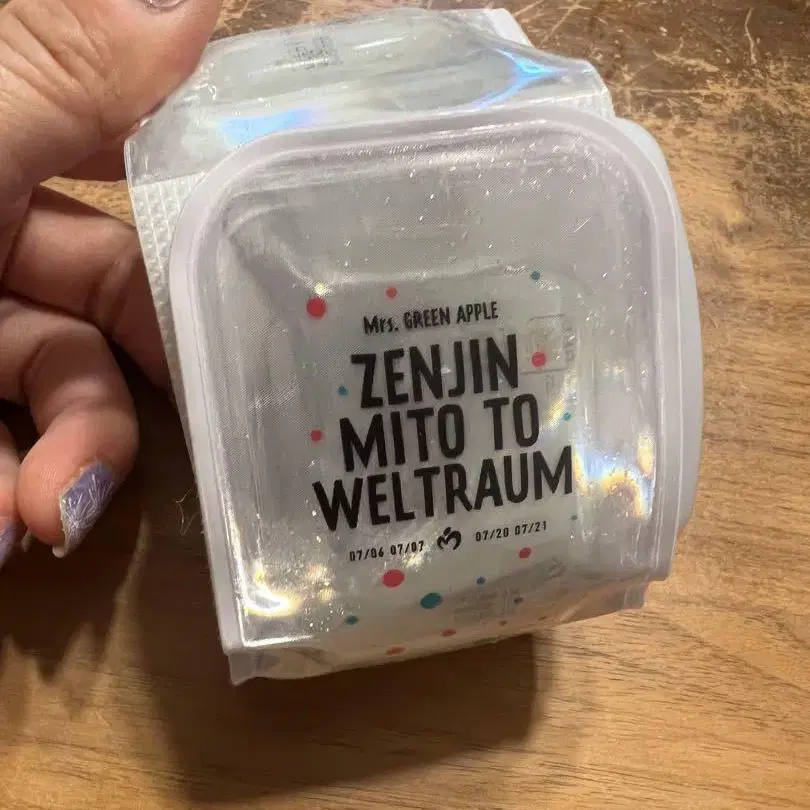 Mrs. GREEN APPLE
ZENJIN
MITO TO
WELTRAUM
07/06 07/07 07/20 07/21